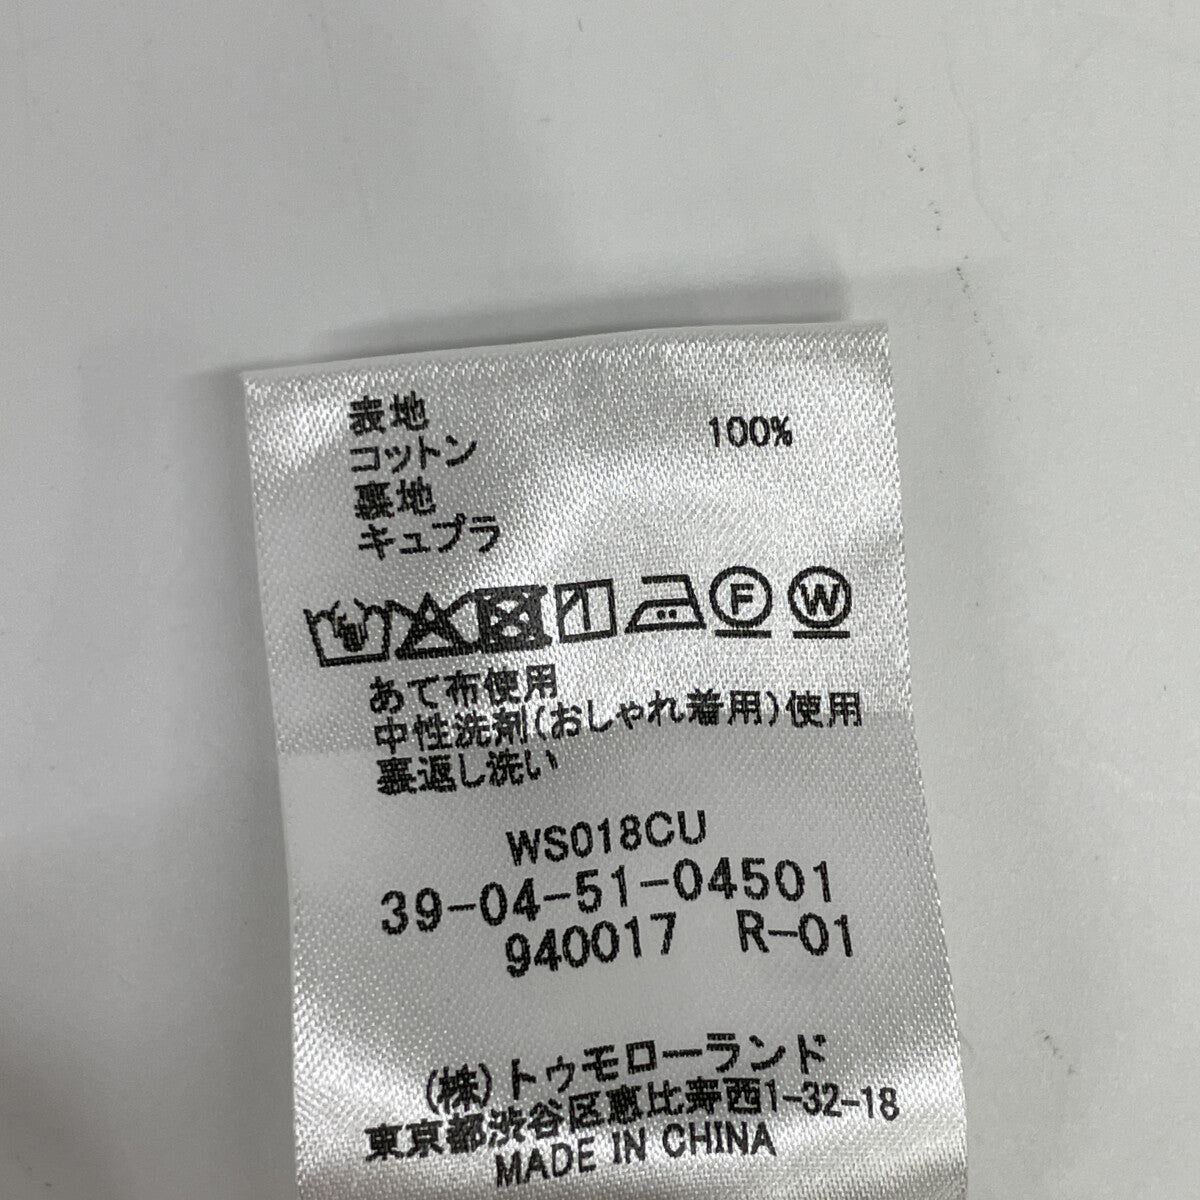 表地
コットン 100%
裏地
キュプラ
F W
あて布使用
中性洗剤(おしゃれ着用)使用
裏返し洗い
WS018CU
39-04-51-04501
940017 R-01
(株)トゥモローランド
東京都渋谷区恵比寿西1-32-18
MADE IN CHINA